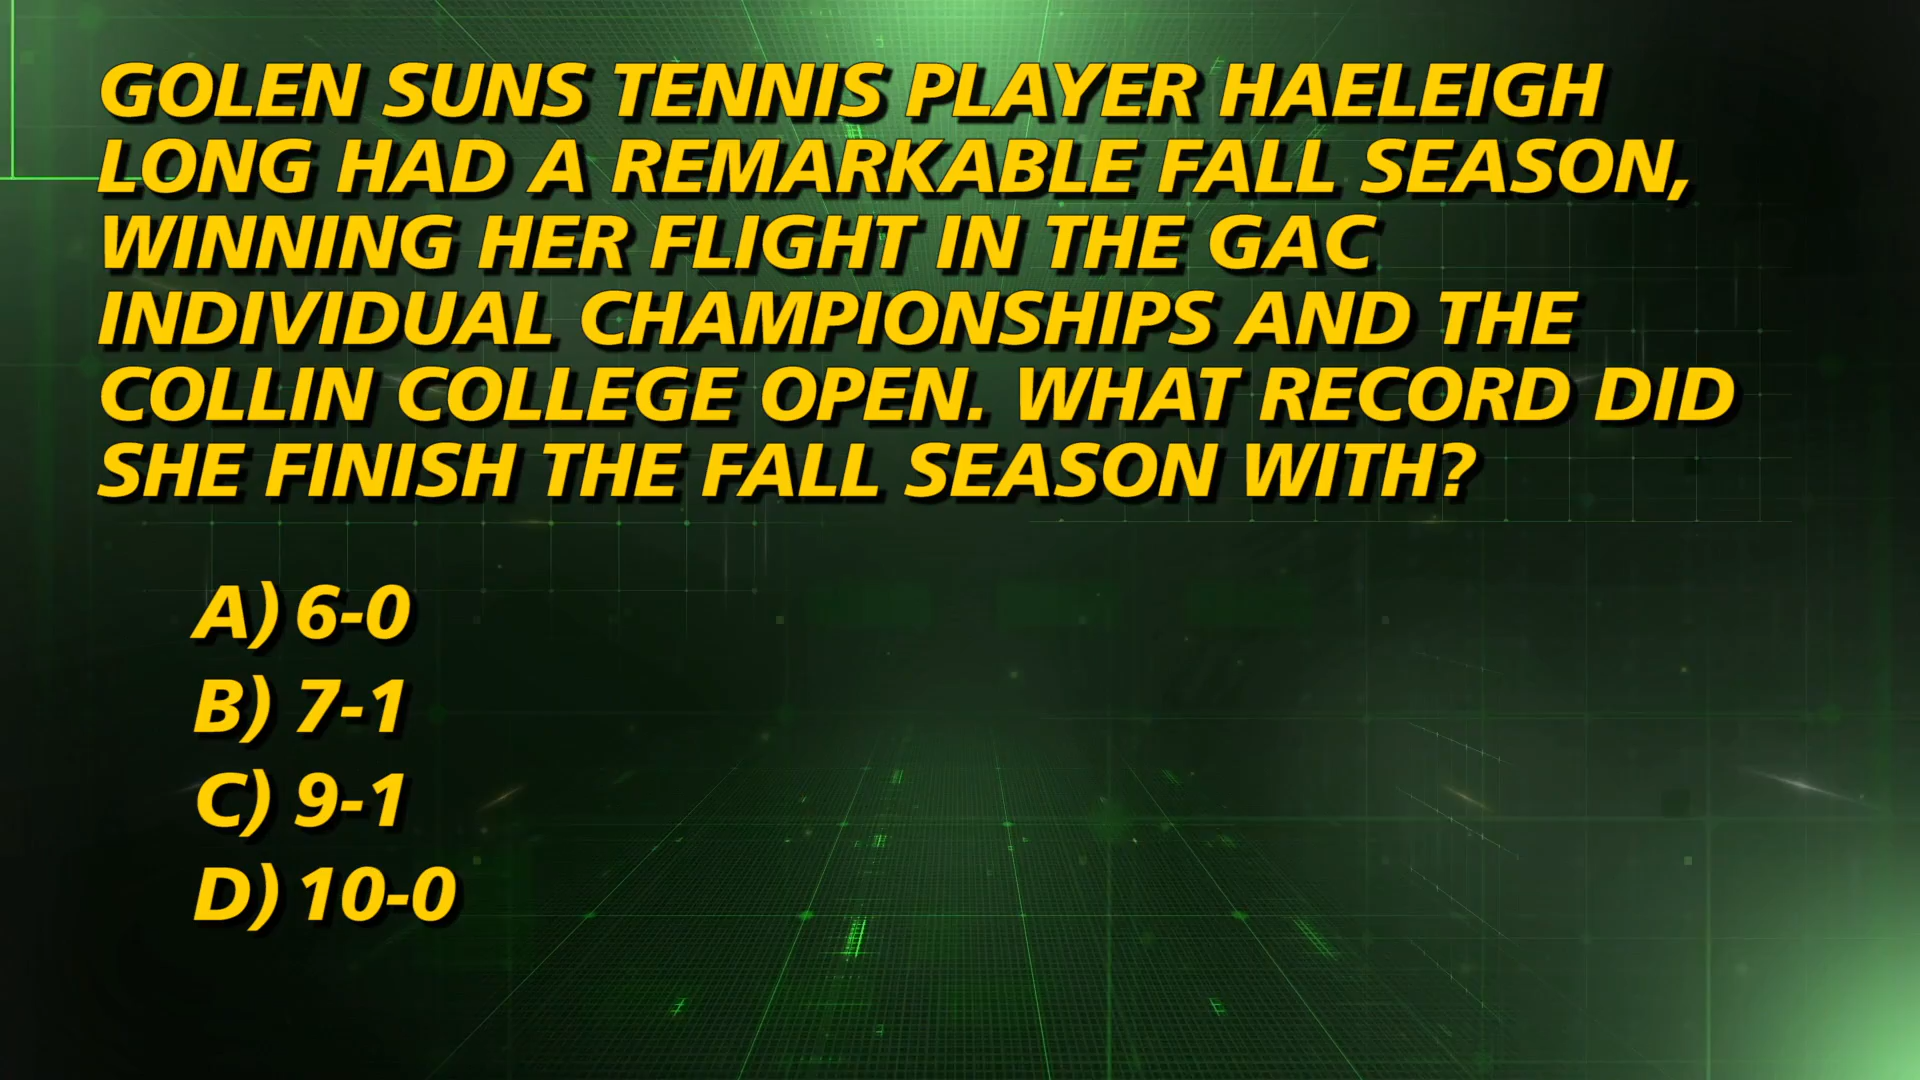 GOLEN SUNS TENNIS PLAYER HAELEIGH
LONG HAD A REMARKABLE FALL SEASON,
WINNING HER FLIGHT IN THE GAC
INDIVIDUAL CHAMPIONSHIPS AND THE
COLLIN COLLEGE OPEN. WHAT RECORD DID
SHE FINISH THE FALL SEASON WITH?
A) 6-0
B) 7-1
C) 9-1
D) 10-0